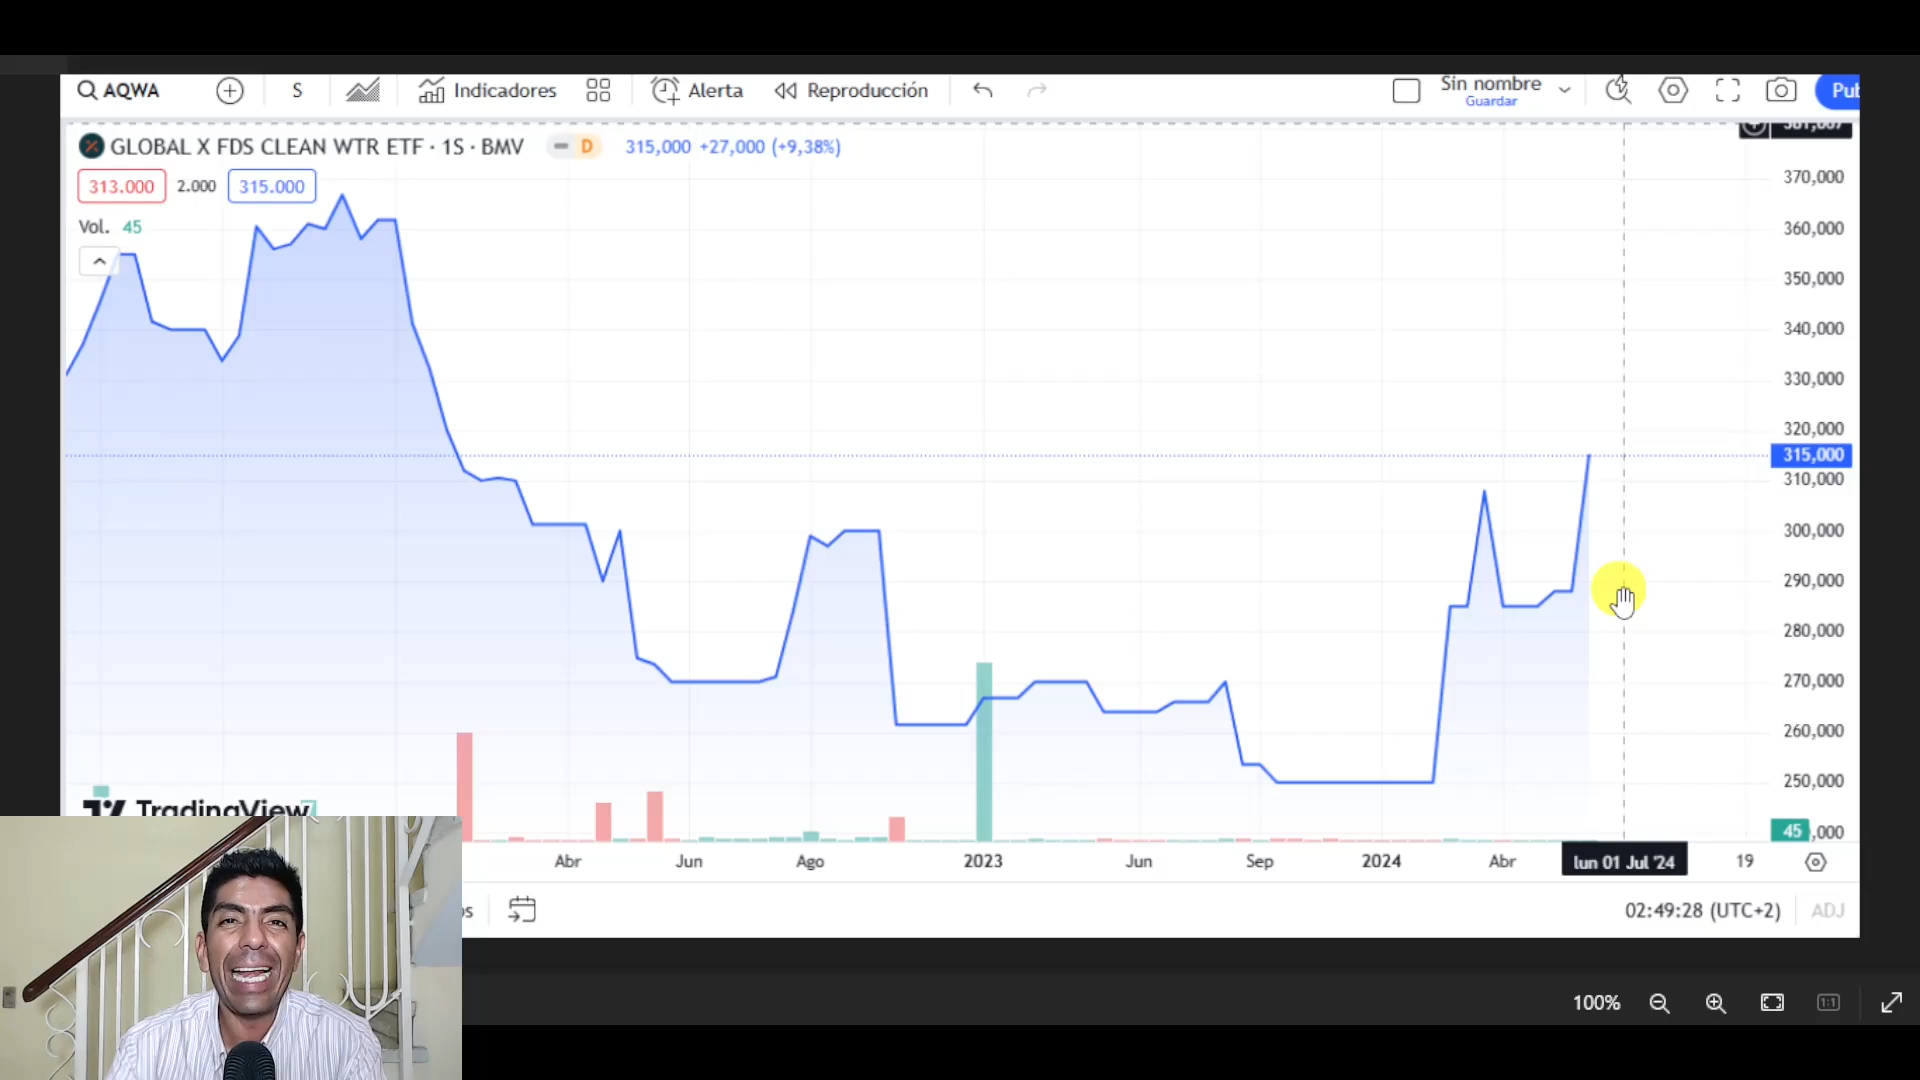 AQWA
S
Indicadores
Alerta
Reproducción
Sin nombre
Guardar
GLOBAL X FDS CLEAN WTR ETF · 1S · BMV
D
315,000 +27,000 (+9,38%)
313.000
2.000
315.000
Vol. 45
370,000
360,000
350,000
340,000
330,000
320,000
315,000
310,000
300,000
290,000
280,000
270,000
260,000
250,000
45
,000
TradingView
Abr
Jun
Ago
2023
Jun
Sep
2024
Abr
lun 01 Jul '24
19
02:49:28 (UTC+2)
ADJ
100%
1:1